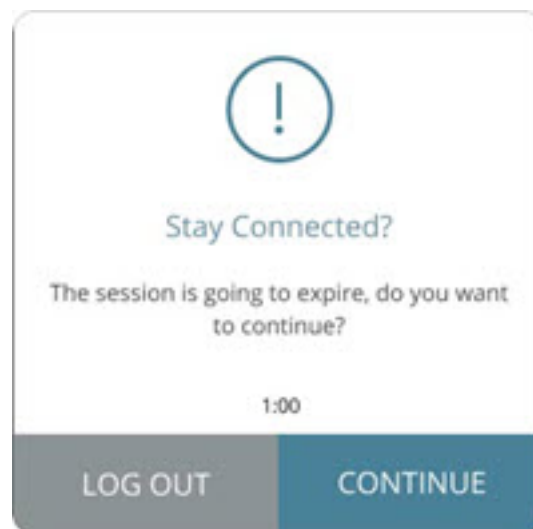 Stay Connected?
The session is going to expire, do you want
to continue?
1:00
LOG OUT
CONTINUE